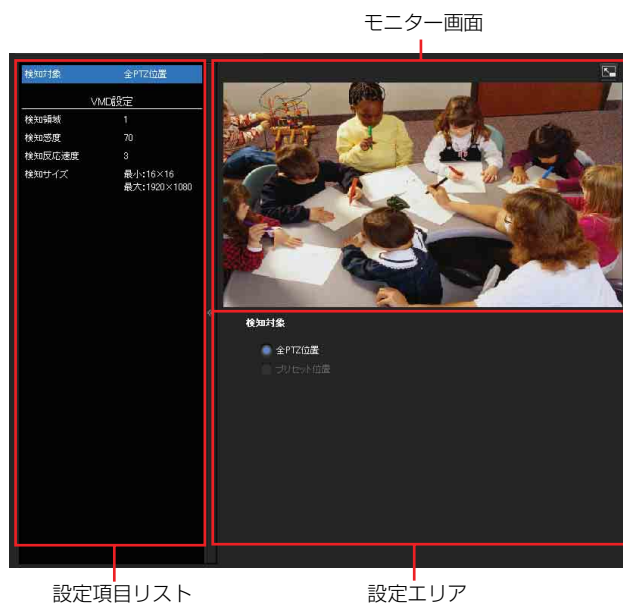 モニター画面
検知対象 全PTZ位置
VMD設定
検知領域 1
検知感度 70
検知反応速度 3
検知サイズ 最小:16×16
最大:1920×1080
検知対象
全PTZ位置
プリセット位置
設定項目リスト
設定エリア